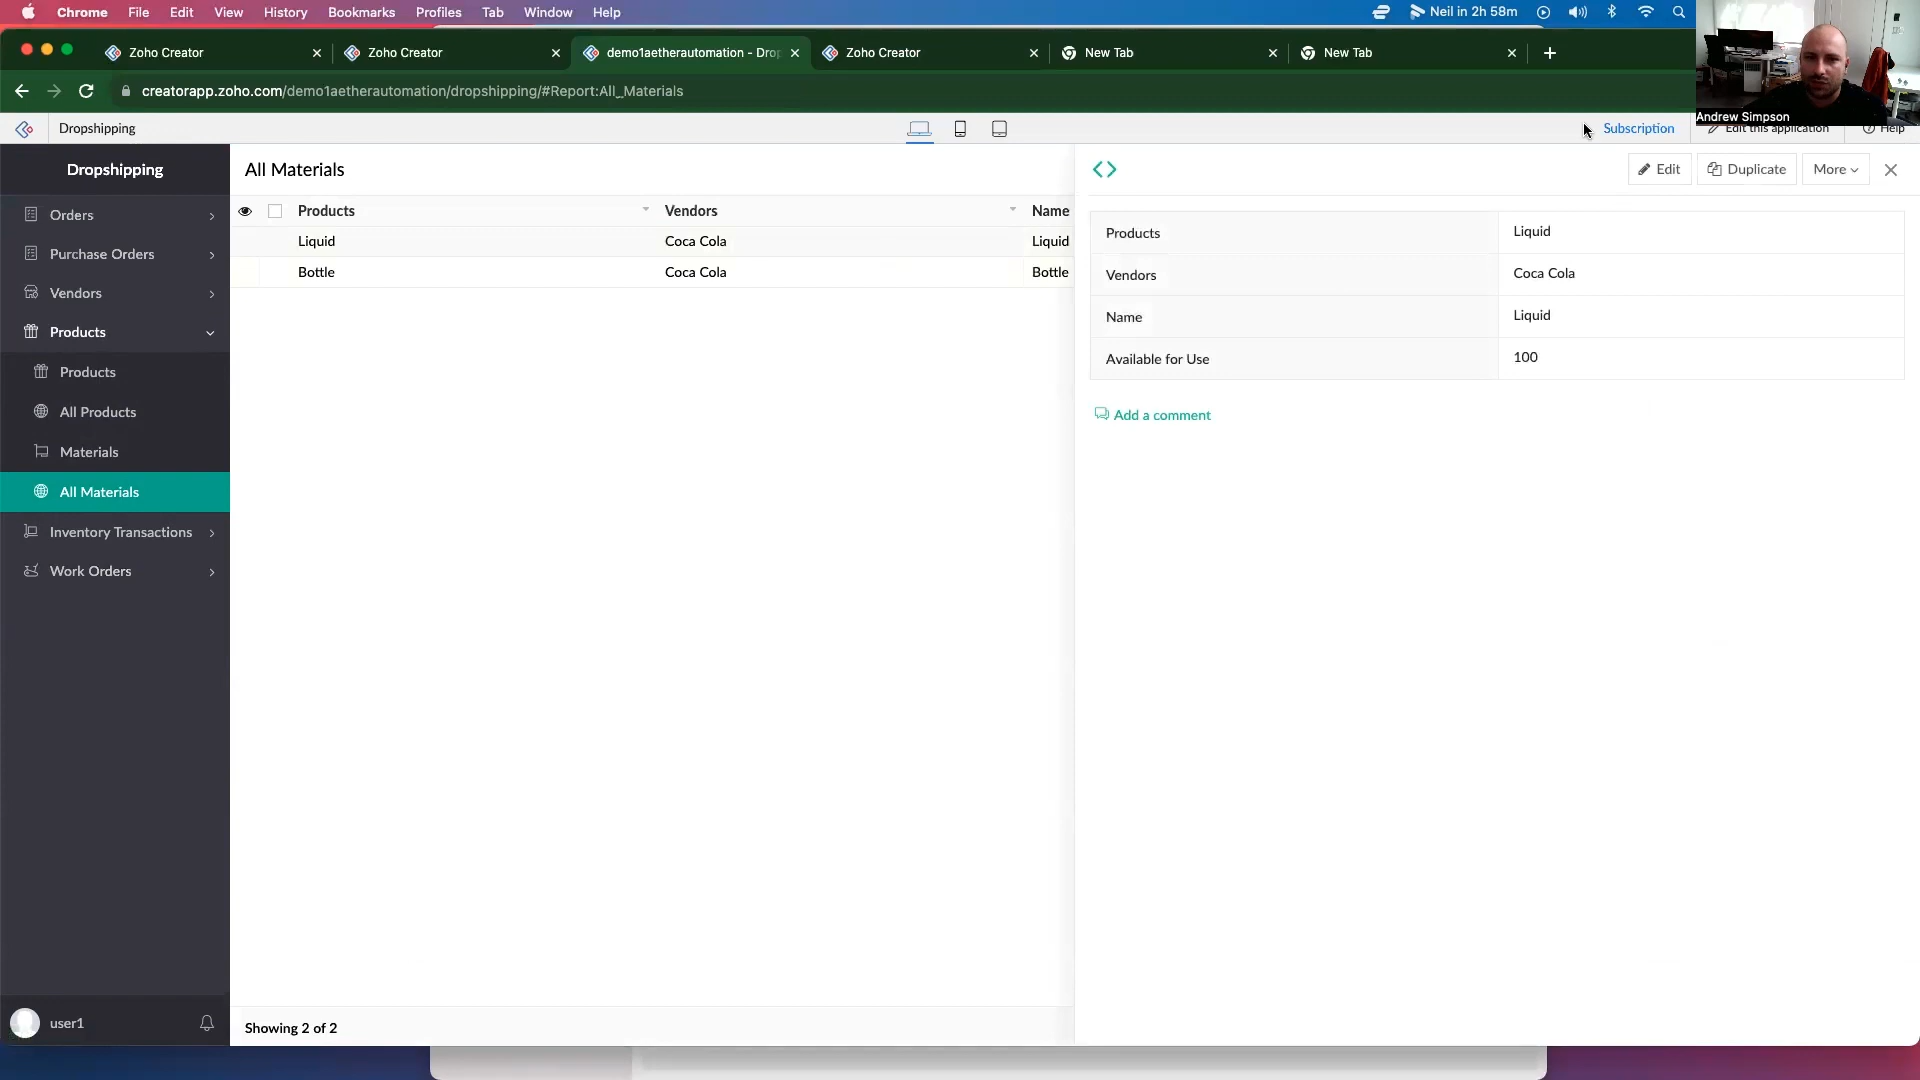 Chrome File Edit View History Bookmarks Profiles Tab Window Help Neil in 2h 58m
Zoho Creator Zoho Creator demo1aetherautomation - Drop Zoho Creator New Tab New Tab
creatorapp.zoho.com/demo1aetherautomation/dropshipping/#Report:All_Materials
Andrew Simpson
Dropshipping Subscription Edit this application Help
Dropshipping
Orders
Purchase Orders
Vendors
Products
Products
All Products
Materials
All Materials
Inventory Transactions
Work Orders
user1
All Materials
Products Vendors Name
Liquid Coca Cola Liquid
Bottle Coca Cola Bottle
Showing 2 of 2
Edit Duplicate More
Products Liquid
Vendors Coca Cola
Name Liquid
Available for Use 100
Add a comment